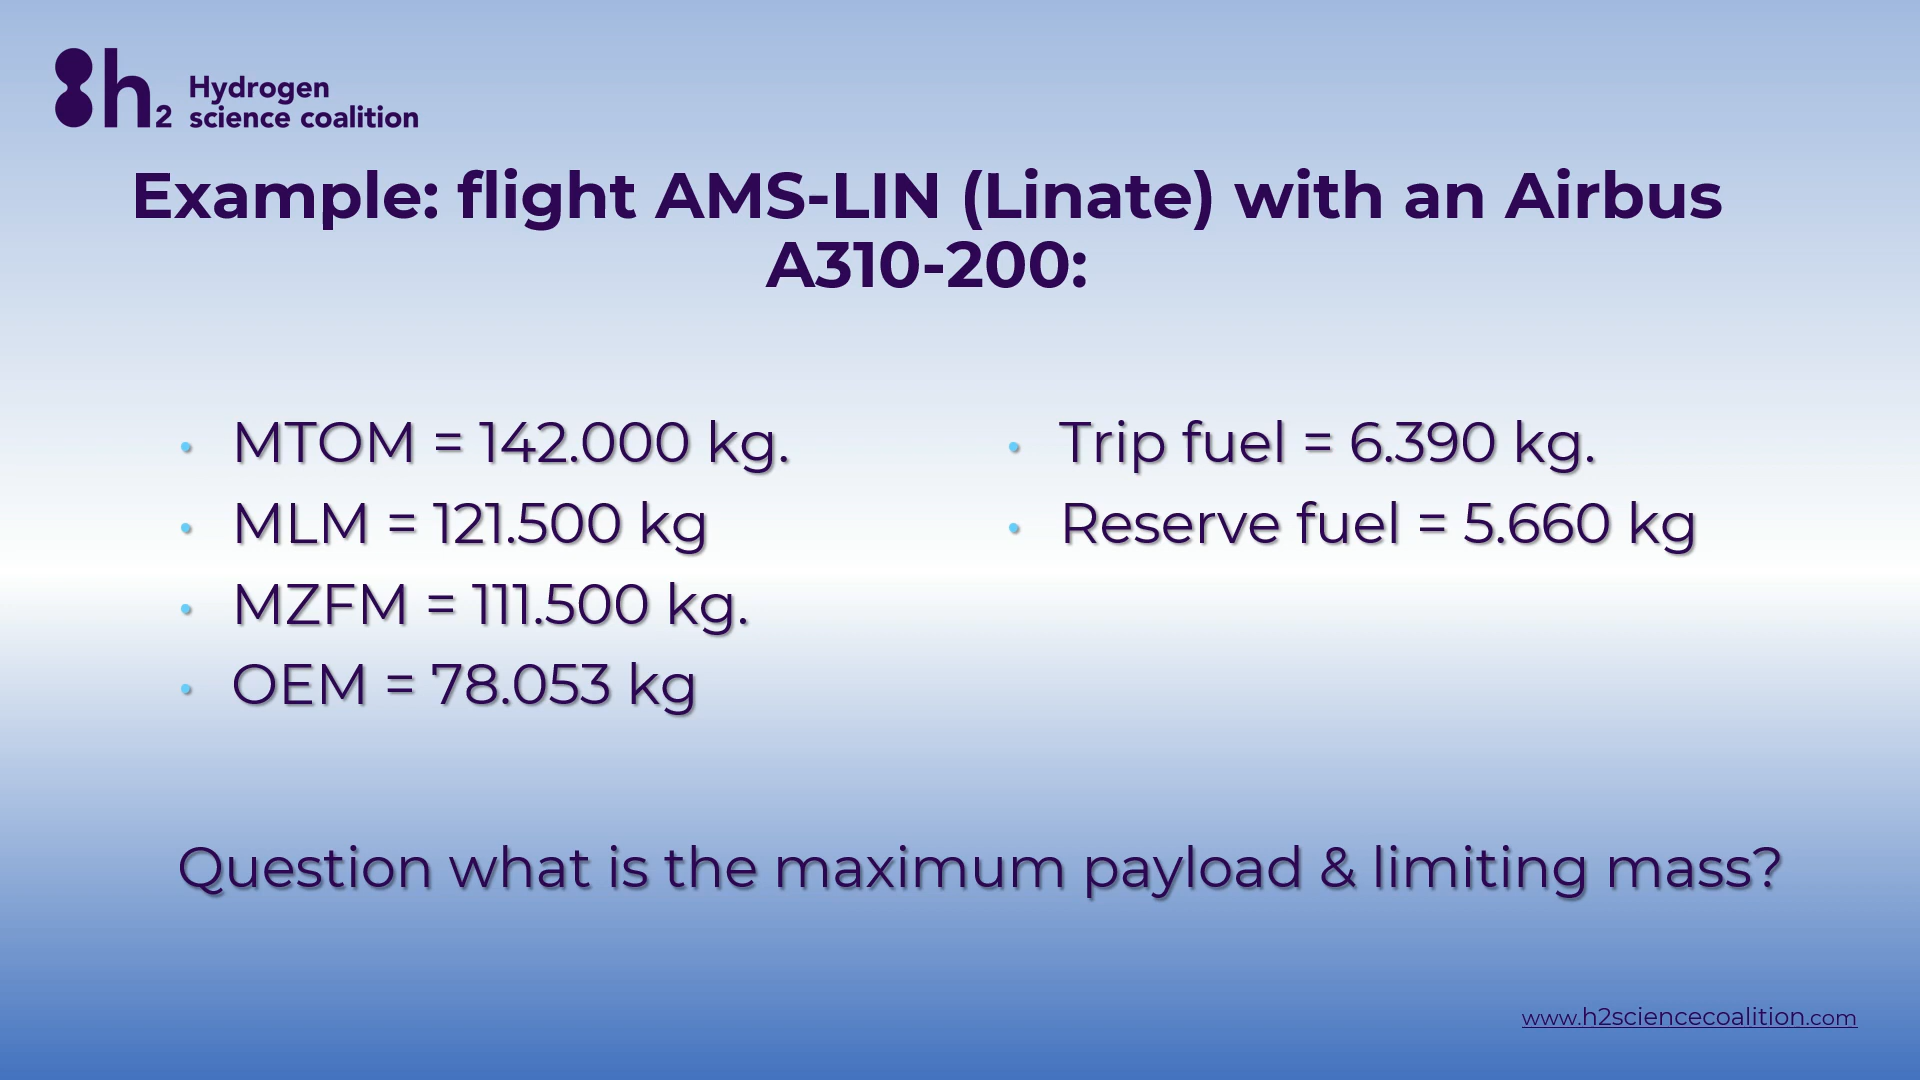 h2 Hydrogen
science coalition
Example: flight AMS-LIN (Linate) with an Airbus
A310-200:
• MTOM = 142.000 kg.
• MLM = 121.500 kg
• MZFM = 111.500 kg.
• OEM = 78.053 kg
• Trip fuel = 6.390 kg.
• Reserve fuel = 5.660 kg
Question what is the maximum payload & limiting mass?
www.h2sciencecoalition.com